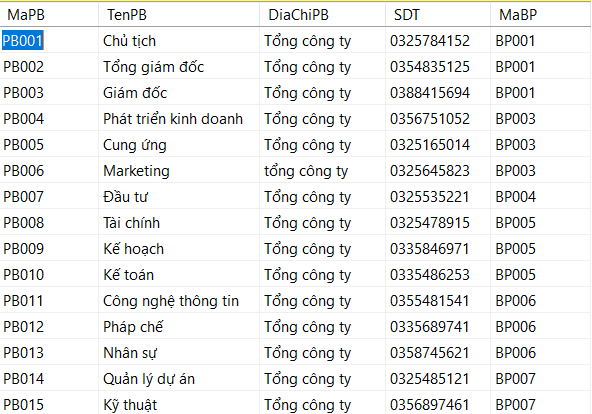 MaPB TenPB DiaChiPB SDT MaBP
PB001 Chủ tịch Tổng công ty 0325784152 BP001
PB002 Tổng giám đốc Tổng công ty 0354835125 BP001
PB003 Giám đốc Tổng công ty 0388415694 BP001
PB004 Phát triển kinh doanh Tổng công ty 0356751052 BP003
PB005 Cung ứng Tổng công ty 0325165014 BP003
PB006 Marketing tổng công ty 0325645823 BP003
PB007 Đầu tư Tổng công ty 0325535221 BP004
PB008 Tài chính Tổng công ty 0325478915 BP005
PB009 Kế hoạch Tổng công ty 0335846971 BP005
PB010 Kế toán Tổng công ty 0335486253 BP005
PB011 Công nghệ thông tin Tổng công ty 0355481541 BP006
PB012 Pháp chế Tổng công ty 0335689741 BP006
PB013 Nhân sự Tổng công ty 0358745621 BP006
PB014 Quản lý dự án Tổng công ty 0325485121 BP007
PB015 Kỹ thuật Tổng công ty 0356897461 BP007